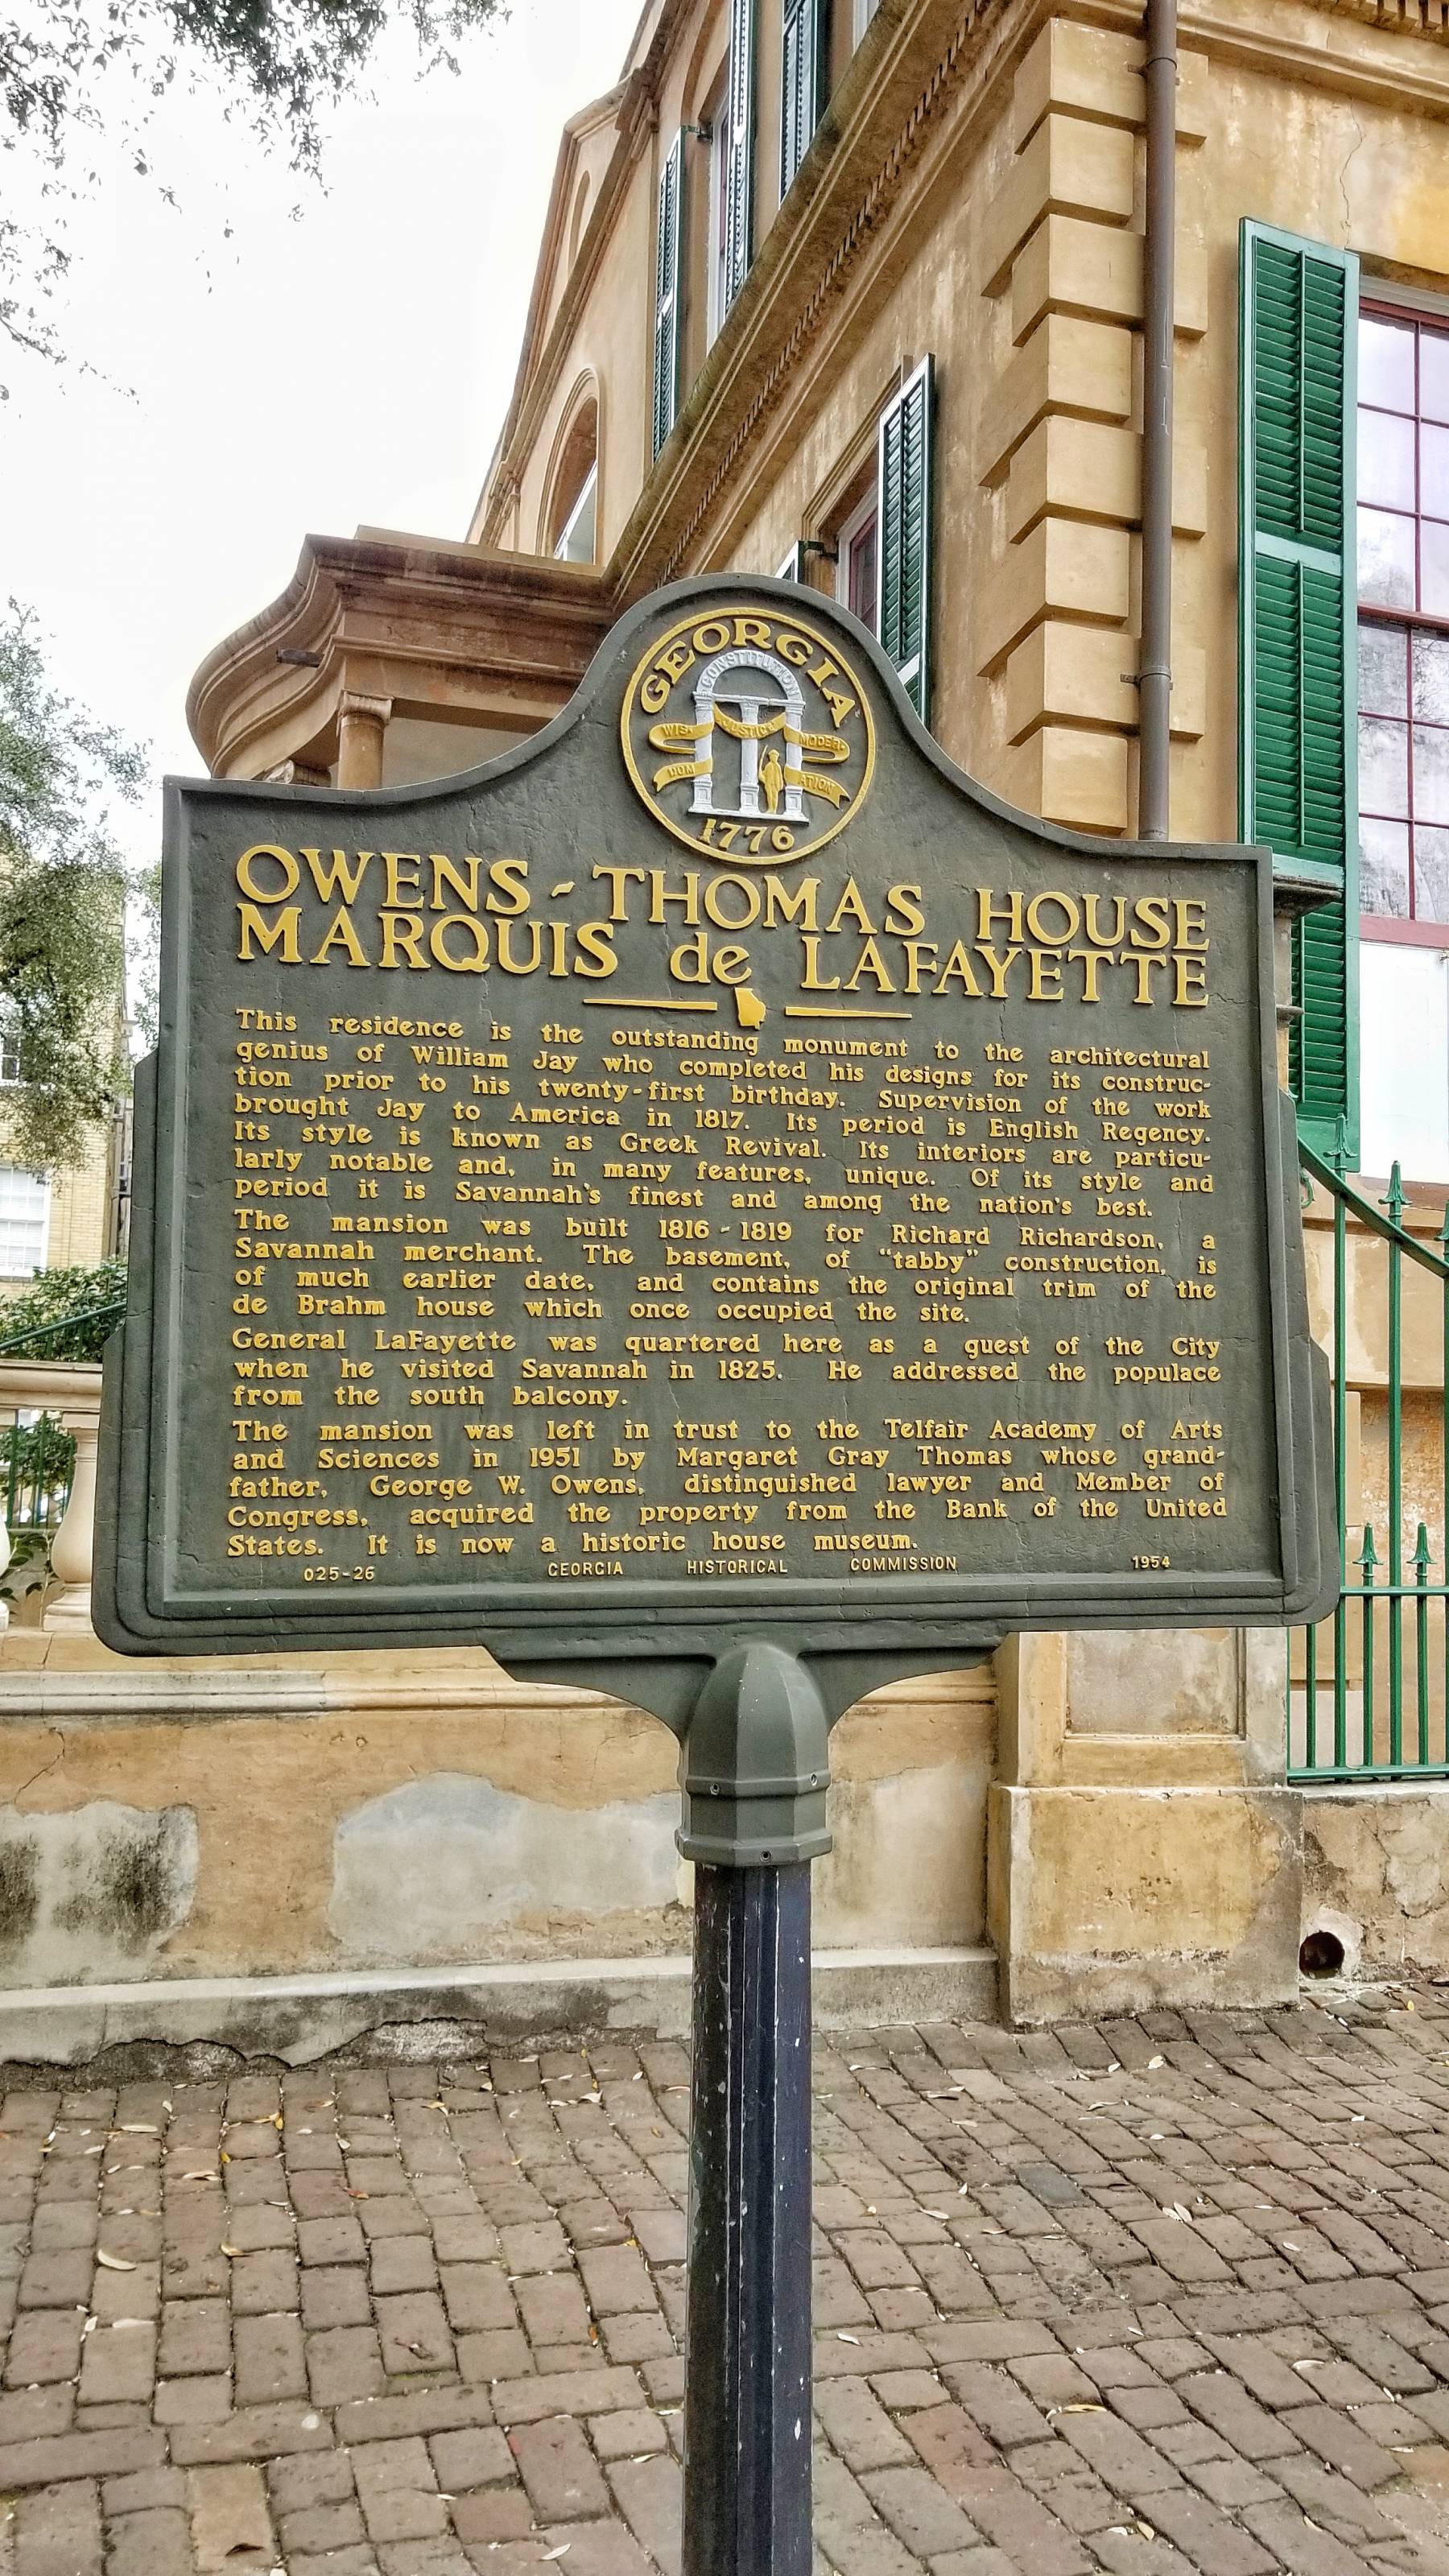 GEORGIA
CONSTITUTION
WIS- JUSTICE MODER-
DOM ATION
1776
OWENS-THOMAS HOUSE
MARQUIS de LAFAYETTE
This residence is the outstanding monument to the architectural
genius of William Jay who completed his designs for its construc-
tion prior to his twenty-first birthday. Supervision of the work
brought Jay to America in 1817. Its period is English Regency.
Its style is known as Greek Revival. Its interiors are particu-
larly notable and, in many features, unique. Of its style and
period it is Savannah's finest and among the nation's best.
The mansion was built 1816-1819 for Richard Richardson, a
Savannah merchant. The basement, of "tabby" construction, is
of much earlier date, and contains the original trim of the
de Brahm house which once occupied the site.
General LaFayette was quartered here as a guest of the City
when he visited Savannah in 1825. He addressed the populace
from the south balcony.
The mansion was left in trust to the Telfair Academy of Arts
and Sciences in 1951 by Margaret Gray Thomas whose grand-
father, George W. Owens, distinguished lawyer and Member of
Congress, acquired the property from the Bank of the United
States. It is now a historic house museum.
025-26 GEORGIA HISTORICAL COMMISSION 1954